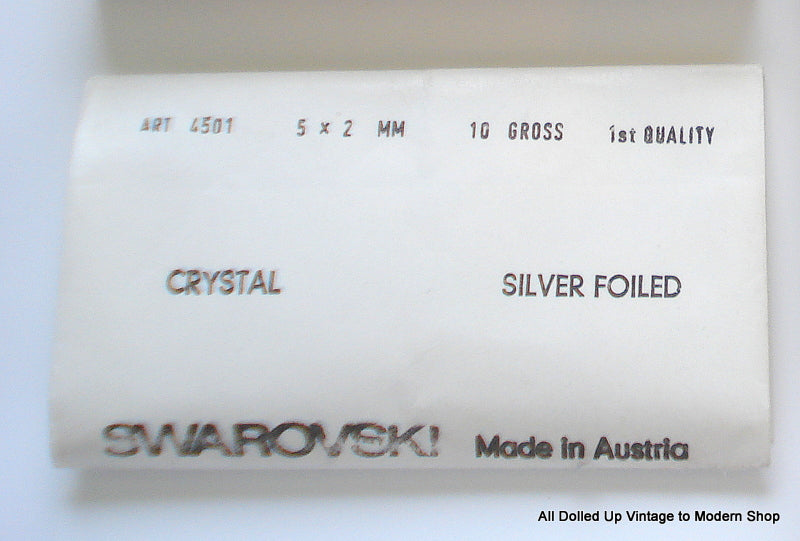 ART 4501 5 x 2 MM 10 GROSS 1st QUALITY
CRYSTAL SILVER FOILED
SWAROVSKI Made in Austria
All Dolled Up Vintage to Modern Shop